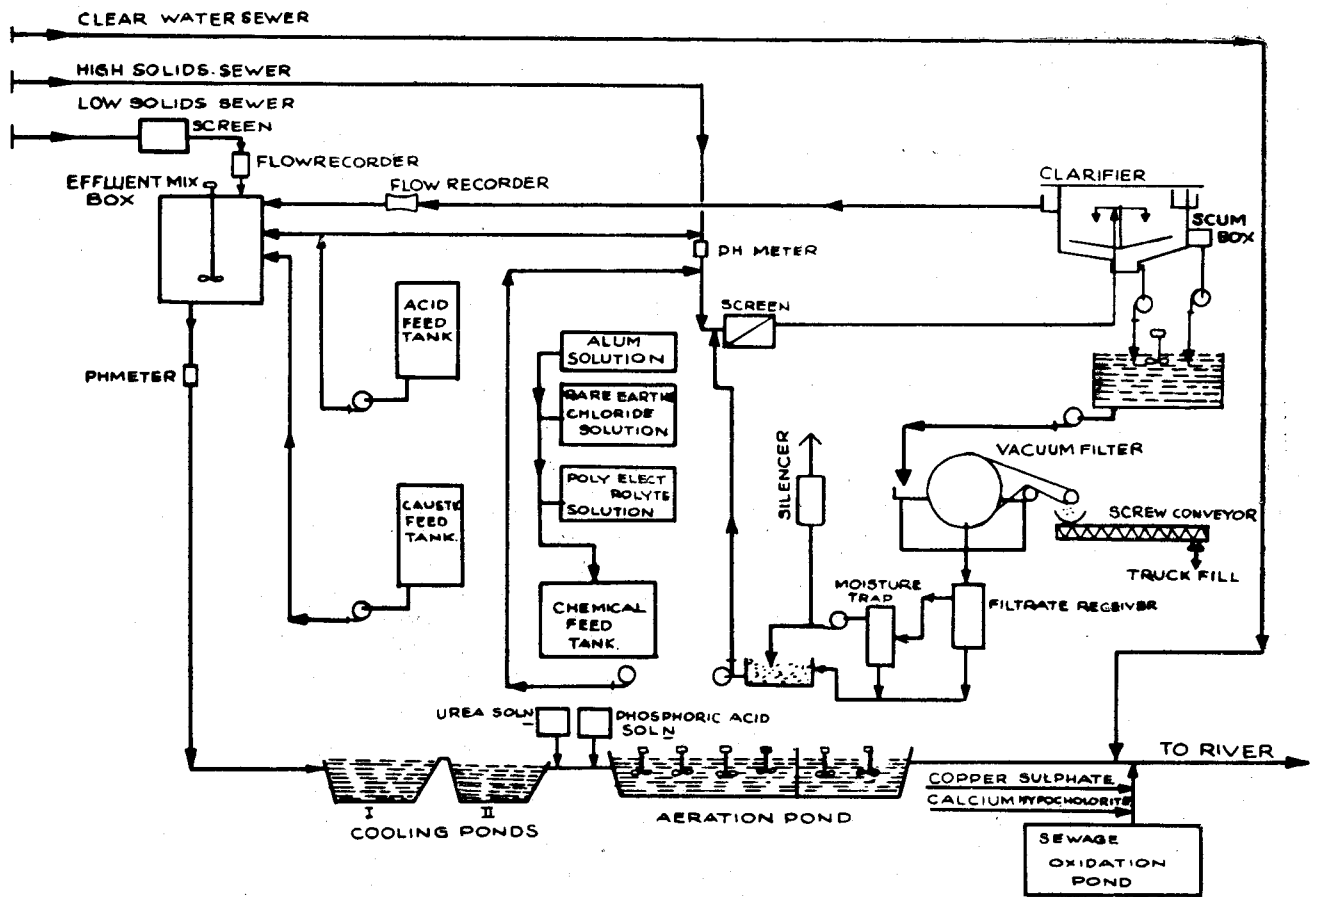 CLEAR WATER SEWER
HIGH SOLIDS. SEWER
LOW SOLIDS SEWER
SCREEN
FLOWRECORDER
EFFLUENT MIX
BOX
FLOW RECORDER
CLARIFIER
SCUM
BOX
PH METER
SCREEN
ACID
FEED
TANK
ALUM
SOLUTION
PHMETER
RARE EARTH
CHLORIDE
SOLUTION
VACUUM FILTER
SILENCER
POLY ELECT
ROLYTE
SOLUTION
CAUSTIC
FEED
TANK.
SCREW CONVEYOR
TRUCK FILL
MOISTURE
TRAP
FILTRATE RECEIVER
CHEMICAL
FEED
TANK.
UREA SOLN
PHOSPHORIC ACID
SOLN
TO RIVER
COPPER SULPHATE
CALCIUM HYPOCHOLORITE
I
II
COOLING PONDS
AERATION POND
SEWAGE
OXIDATION
POND